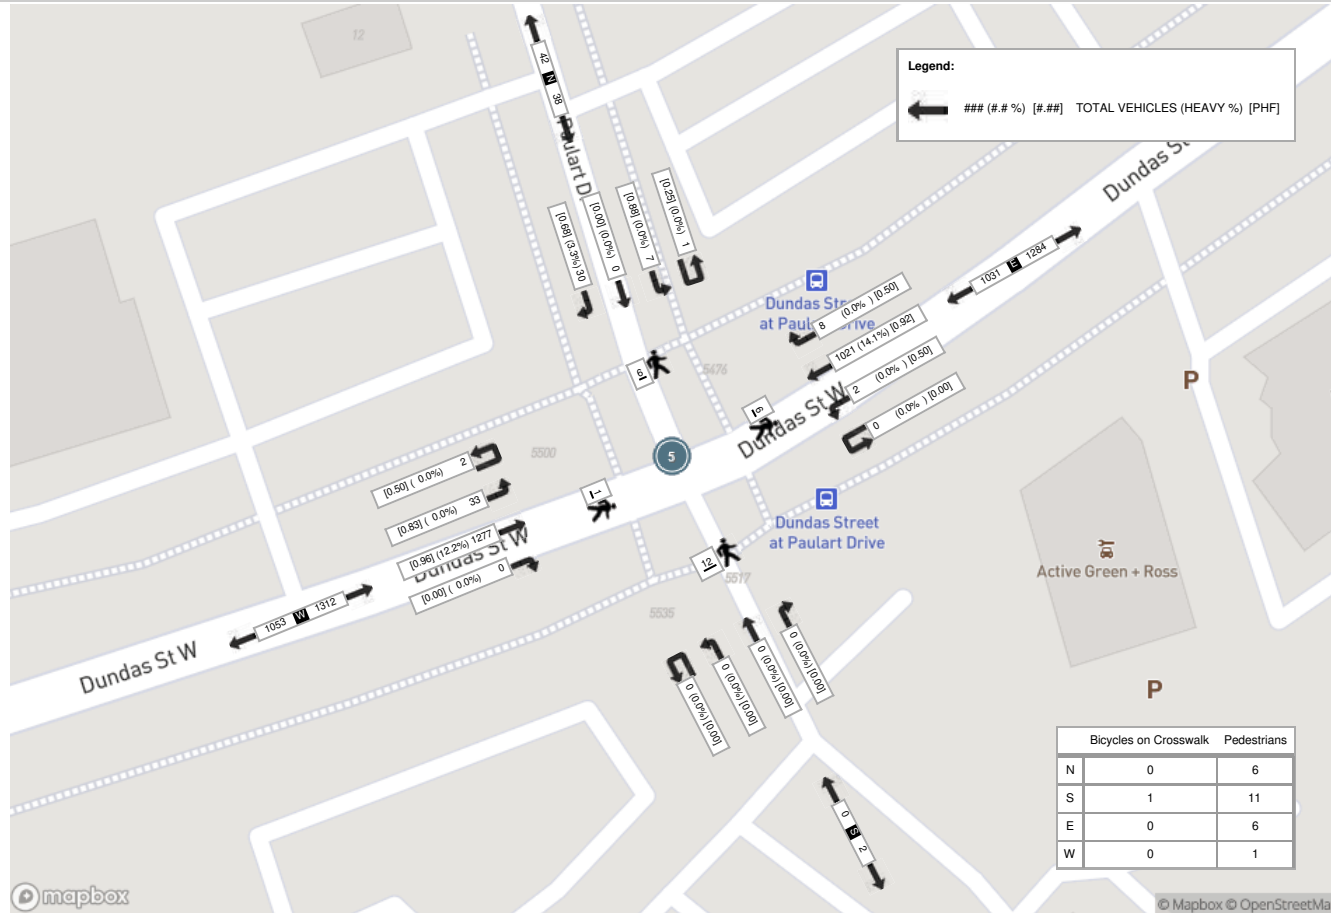 12
Legend:
### (#.# %) [#.##] TOTAL VEHICLES (HEAVY %) [PHF]
42 N 38
Dundas St
[0.68] (3.3%) 30
[0.00] (0.0%) 0
[0.88] (0.0%) 7
[0.25] (0.0%) 1
1031 E 1284
Dundas Street
at Paulart Drive
8 (0.0% ) [0.50]
1021 (14.1%) [0.92]
2 (0.0% ) [0.50]
0 (0.0% ) [0.00]
6
5476
P
6
Dundas St W
5
5500
[0.50] ( 0.0%) 2
[0.83] ( 0.0%) 33
[0.96] (12.2%) 1277
[0.00] ( 0.0%) 0
Dundas St W
1
Dundas Street
at Paulart Drive
12
5517
Active Green + Ross
1053 W 1312
5535
Dundas St W
0 (0.0%) [0.00]
0 (0.0%) [0.00]
0 (0.0%) [0.00]
0 (0.0%) [0.00]
P
0 S 2
Bicycles on Crosswalk Pedestrians
N 0 6
S 1 11
E 0 6
W 0 1
mapbox
© Mapbox © OpenStreetMa